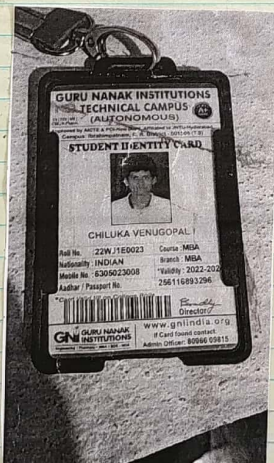 GURU NANAK INSTITUTIONS
TECHNICAL CAMPUS
(AUTONOMOUS)
STUDENT IDENTITY CARD
CHILUKA VENUGOPAL
Roll No. : 22WJ1E0023 Course : MBA
Nationality : INDIAN Branch : MBA
Mobile No. : 6305023008 *Validity : 2022-202
Aadhar / Passport No. 256116893296
Director
GNI GURU NANAK
INSTITUTIONS
www.gniindia.org
If Card found contact
Admin Officer: 80966 09815